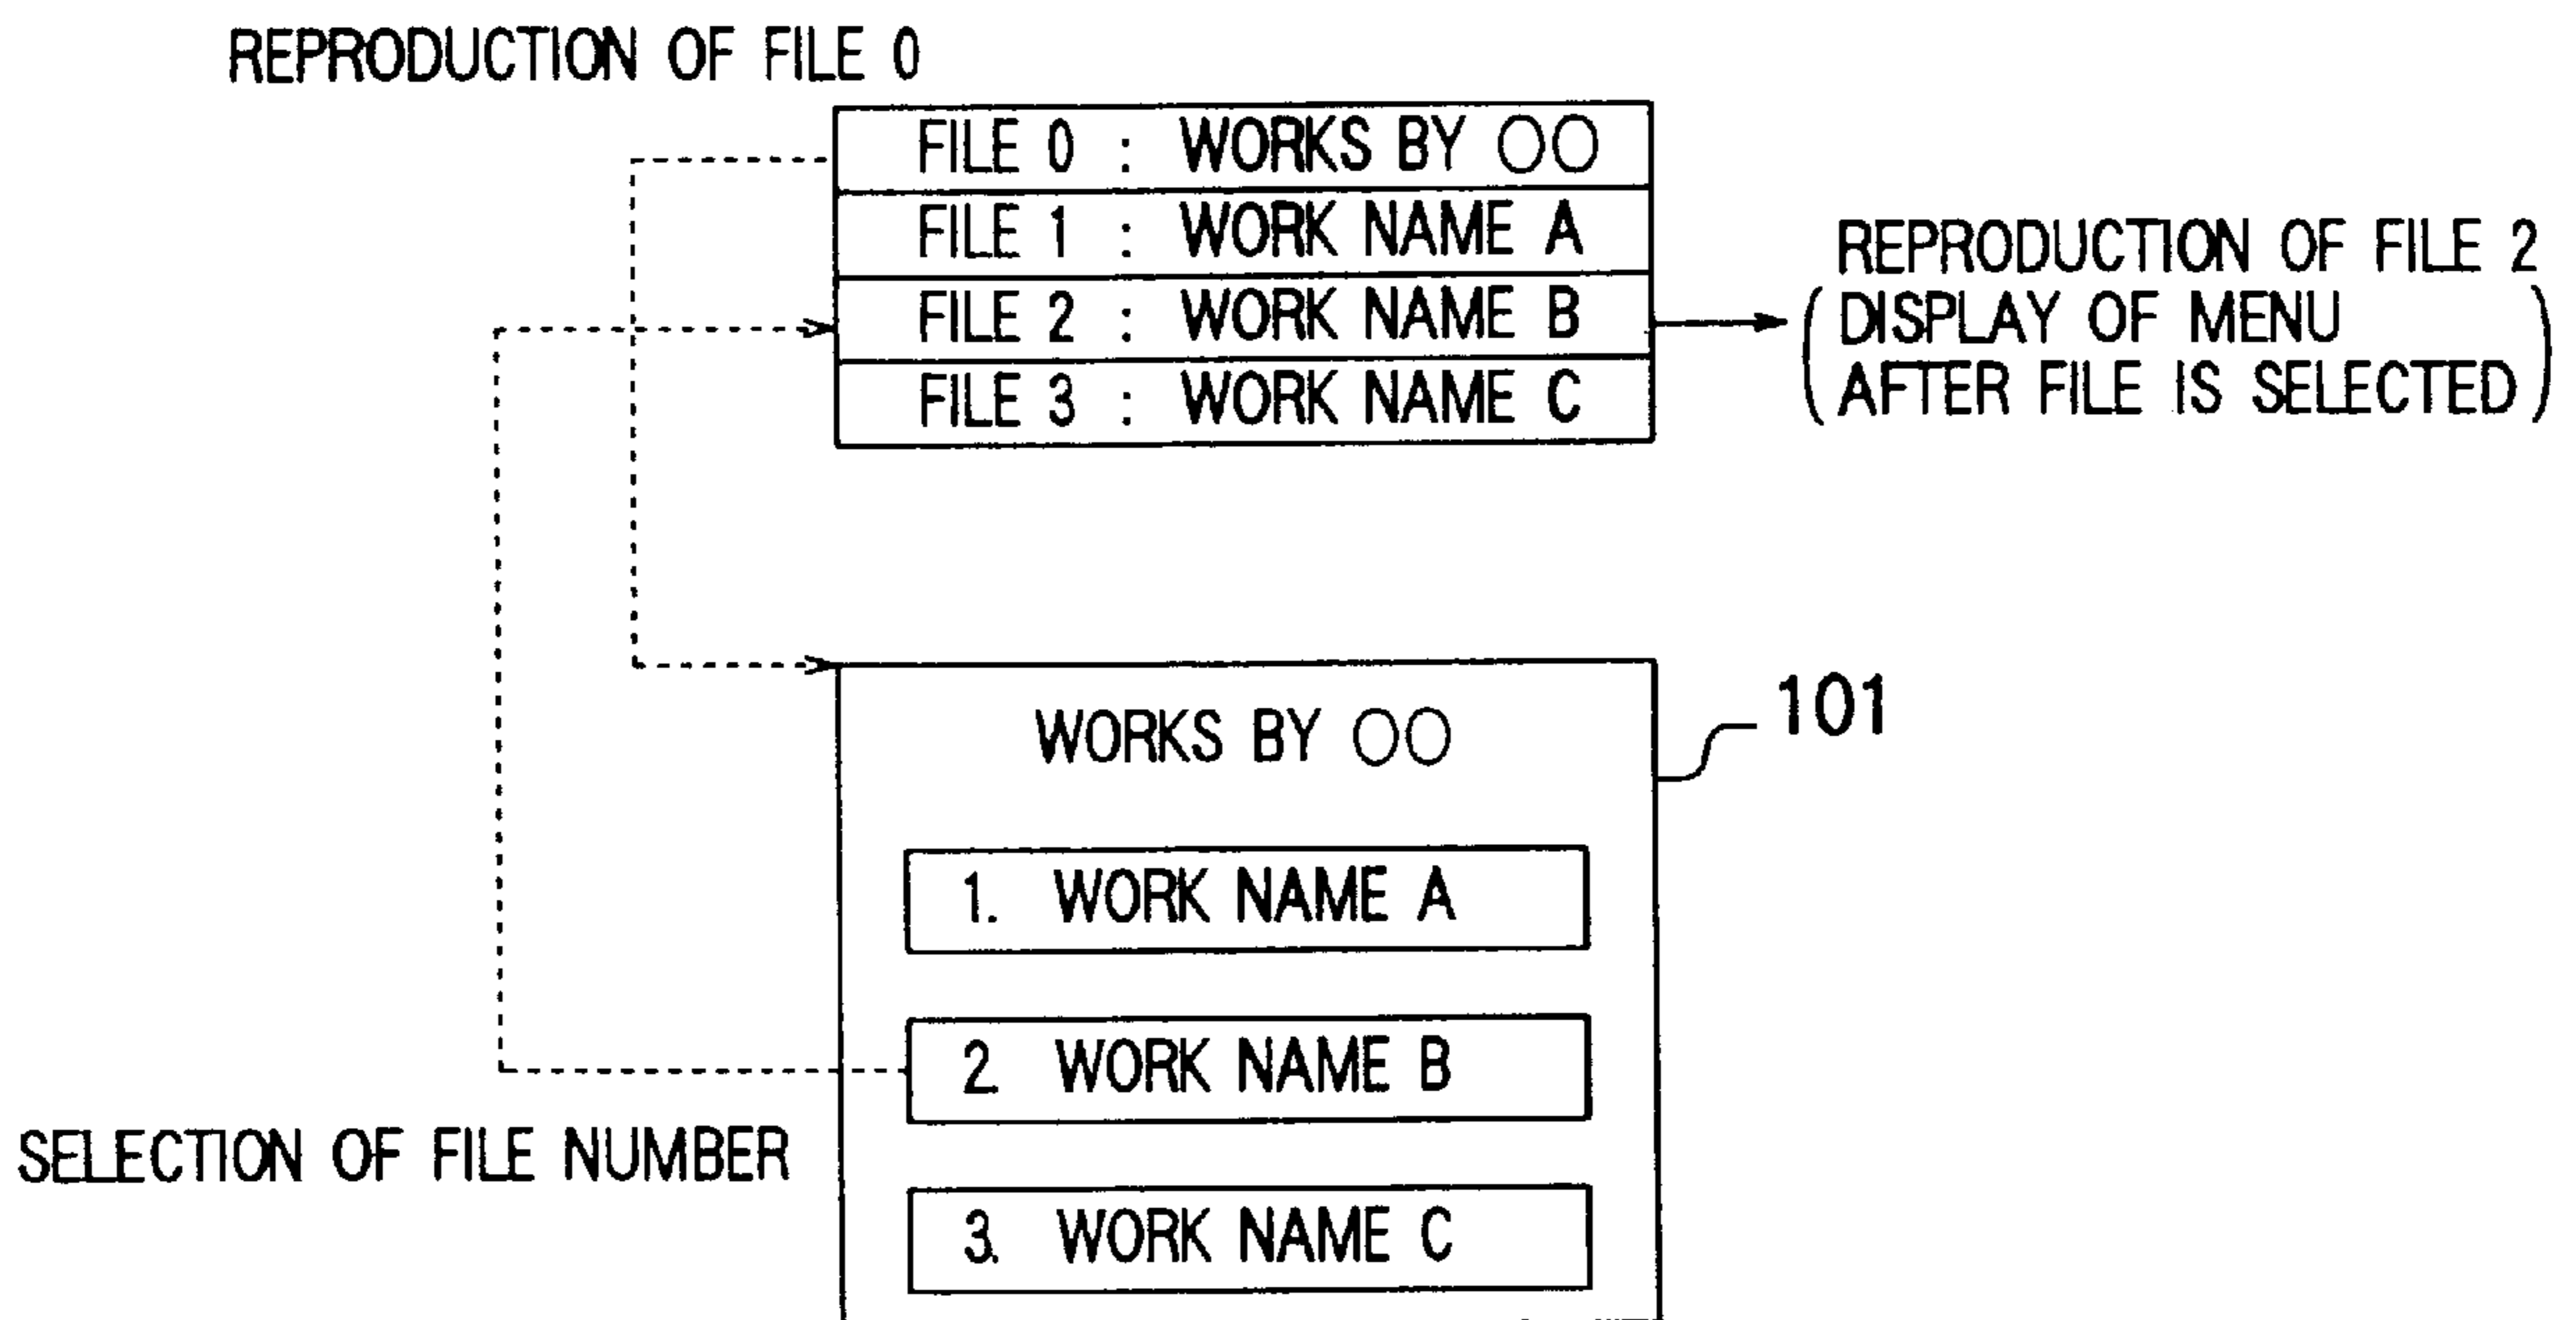 REPRODUCTION OF FILE 0
FILE 0 : WORKS BY ○○
FILE 1 : WORK NAME A
FILE 2 : WORK NAME B
FILE 3 : WORK NAME C
REPRODUCTION OF FILE 2
(DISPLAY OF MENU
AFTER FILE IS SELECTED)
WORKS BY ○○
101
1. WORK NAME A
2. WORK NAME B
3. WORK NAME C
SELECTION OF FILE NUMBER